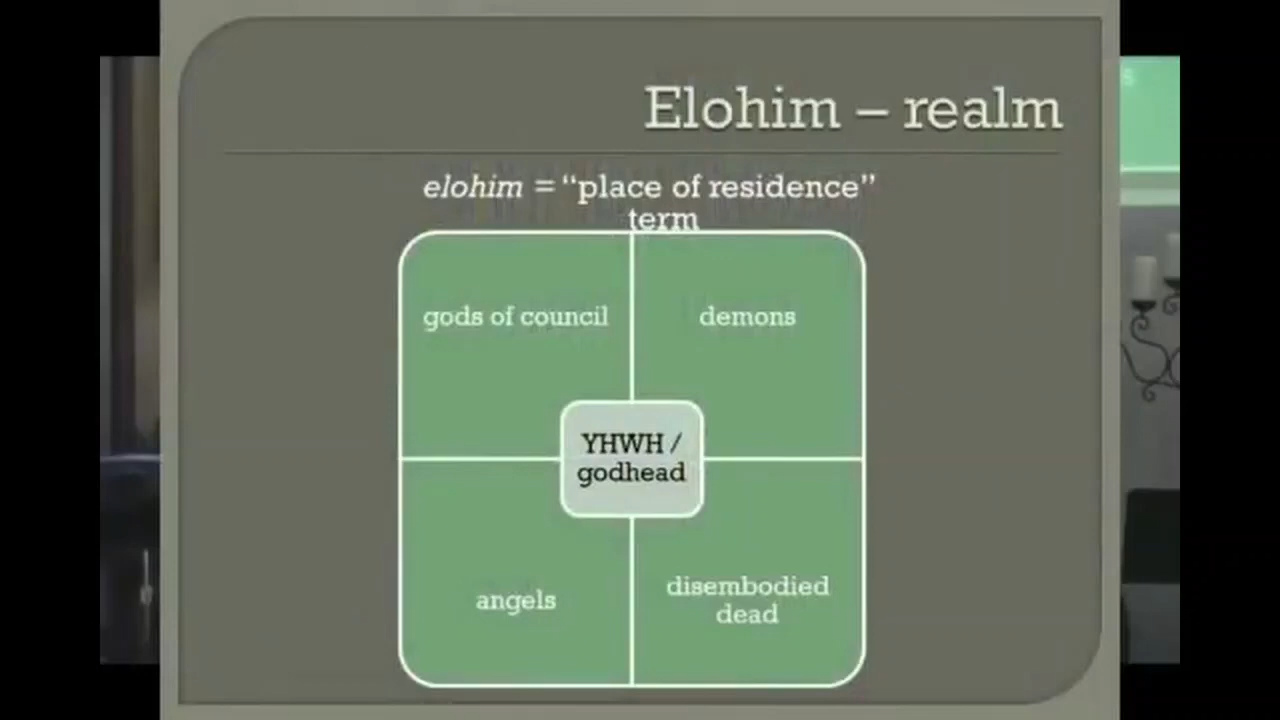 Elohim – realm
elohim = “place of residence”
term
gods of council
demons
YHWH /
godhead
angels
disembodied
dead